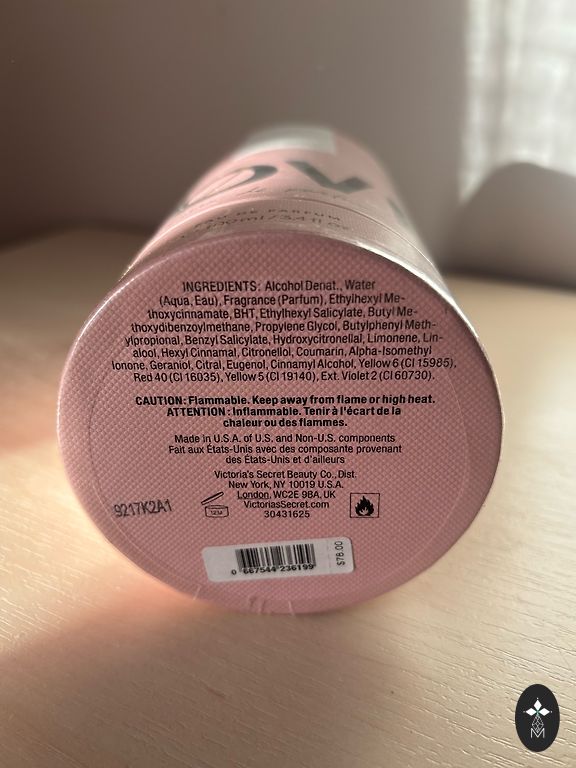 EAU DE PARFUM
INGREDIENTS: Alcohol Denat., Water
(Aqua, Eau), Fragrance (Parfum), Ethylhexyl Me-
thoxycinnamate, BHT, Ethylhexyl Salicylate, Butyl Me-
thoxydibenzoylmethane, Propylene Glycol, Butylphenyl Meth-
ylpropional, Benzyl Salicylate, Hydroxycitronellal, Limonene, Lin-
alool, Hexyl Cinnamal, Citronellol, Coumarin, Alpha-Isomethyl
Ionone, Geraniol, Citral, Eugenol, Cinnamyl Alcohol, Yellow 6 (CI 15985),
Red 40 (CI 16035), Yellow 5 (CI 19140), Ext. Violet 2 (CI 60730).
CAUTION: Flammable. Keep away from flame or high heat.
ATTENTION: Inflammable. Tenir à l'écart de la
chaleur ou des flammes.
Made in U.S.A. of U.S. and Non-U.S. components
Fait aux États-Unis avec des composante provenant
des États-Unis et d'ailleurs
Victoria's Secret Beauty Co., Dist.
New York, NY 10019 U.S.A.
London, WC2E 9BA, UK
VictoriasSecret.com
30431625
9217K2A1
12M
0 667544 236199
$78.00
M